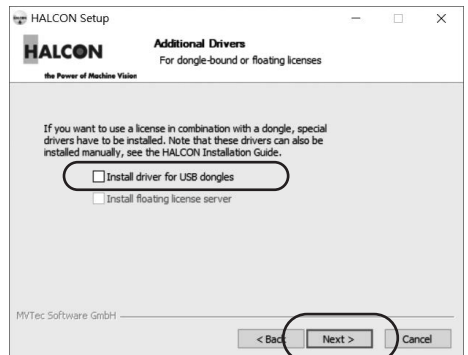 HALCON Setup
HALCON
the Power of Machine Vision
Additional Drivers
For dongle-bound or floating licenses
If you want to use a license in combination with a dongle, special
drivers have to be installed. Note that these drivers can also be
installed manually, see the HALCON Installation Guide.
Install driver for USB dongles
Install floating license server
MVTec Software GmbH
< Back Next > Cancel